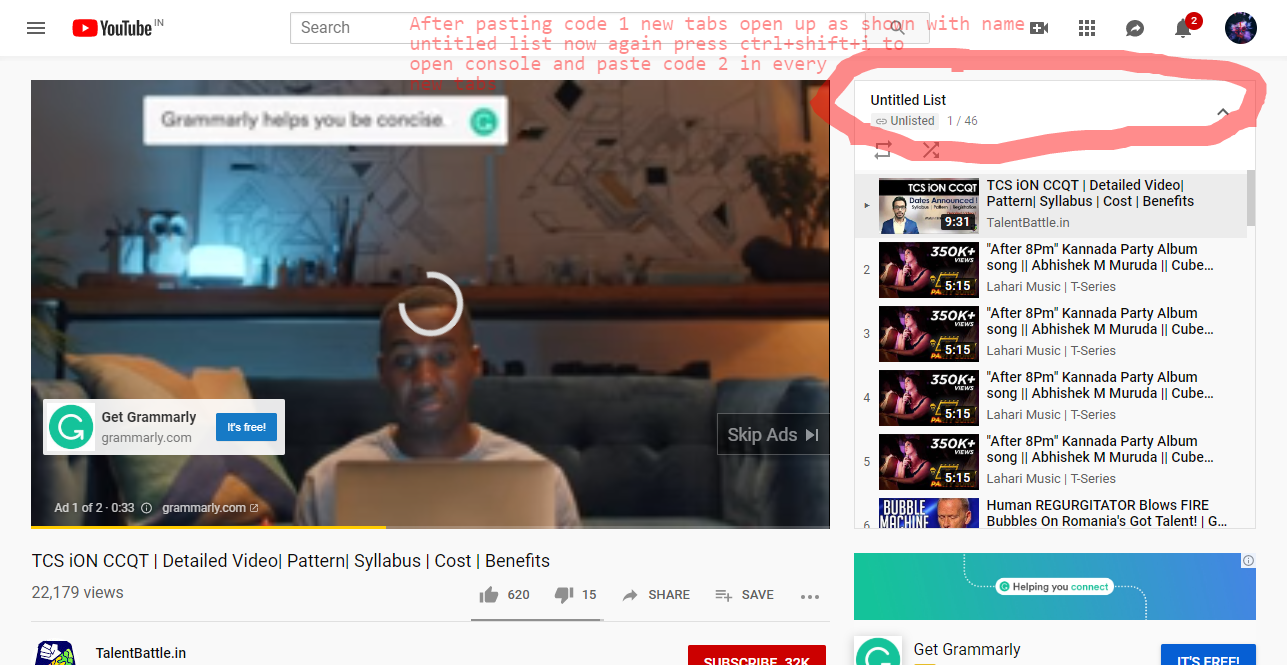 YouTube IN
Search
After pasting code 1 new tabs open up as shown with name
untitled list now again press ctrl+shift+i to
open console and paste code 2 in every
new tabs
2
Grammarly helps you be concise.
Get Grammarly
grammarly.com
It's free!
Skip Ads
Ad 1 of 2 · 0:33
grammarly.com
TCS iON CCQT | Detailed Video| Pattern| Syllabus | Cost | Benefits
22,179 views
620
15
SHARE
SAVE
TalentBattle.in
SUBSCRIBE 32K
Untitled List
Unlisted 1 / 46
TCS iON CCQT
Dates Announced !
Syllabus | Pattern | Registration
9:31
TCS iON CCQT | Detailed Video|
Pattern| Syllabus | Cost | Benefits
TalentBattle.in
2
350K+
VIEWS
5:15
"After 8Pm" Kannada Party Album
song || Abhishek M Muruda || Cube…
Lahari Music | T-Series
3
350K+
VIEWS
5:15
"After 8Pm" Kannada Party Album
song || Abhishek M Muruda || Cube…
Lahari Music | T-Series
4
350K+
VIEWS
5:15
"After 8Pm" Kannada Party Album
song || Abhishek M Muruda || Cube…
Lahari Music | T-Series
5
350K+
VIEWS
5:15
"After 8Pm" Kannada Party Album
song || Abhishek M Muruda || Cube…
Lahari Music | T-Series
6
BUBBLE
MACHINE
Human REGURGITATOR Blows FIRE
Bubbles On Romania's Got Talent! | G…
Helping you connect
Get Grammarly
IT'S FREE!